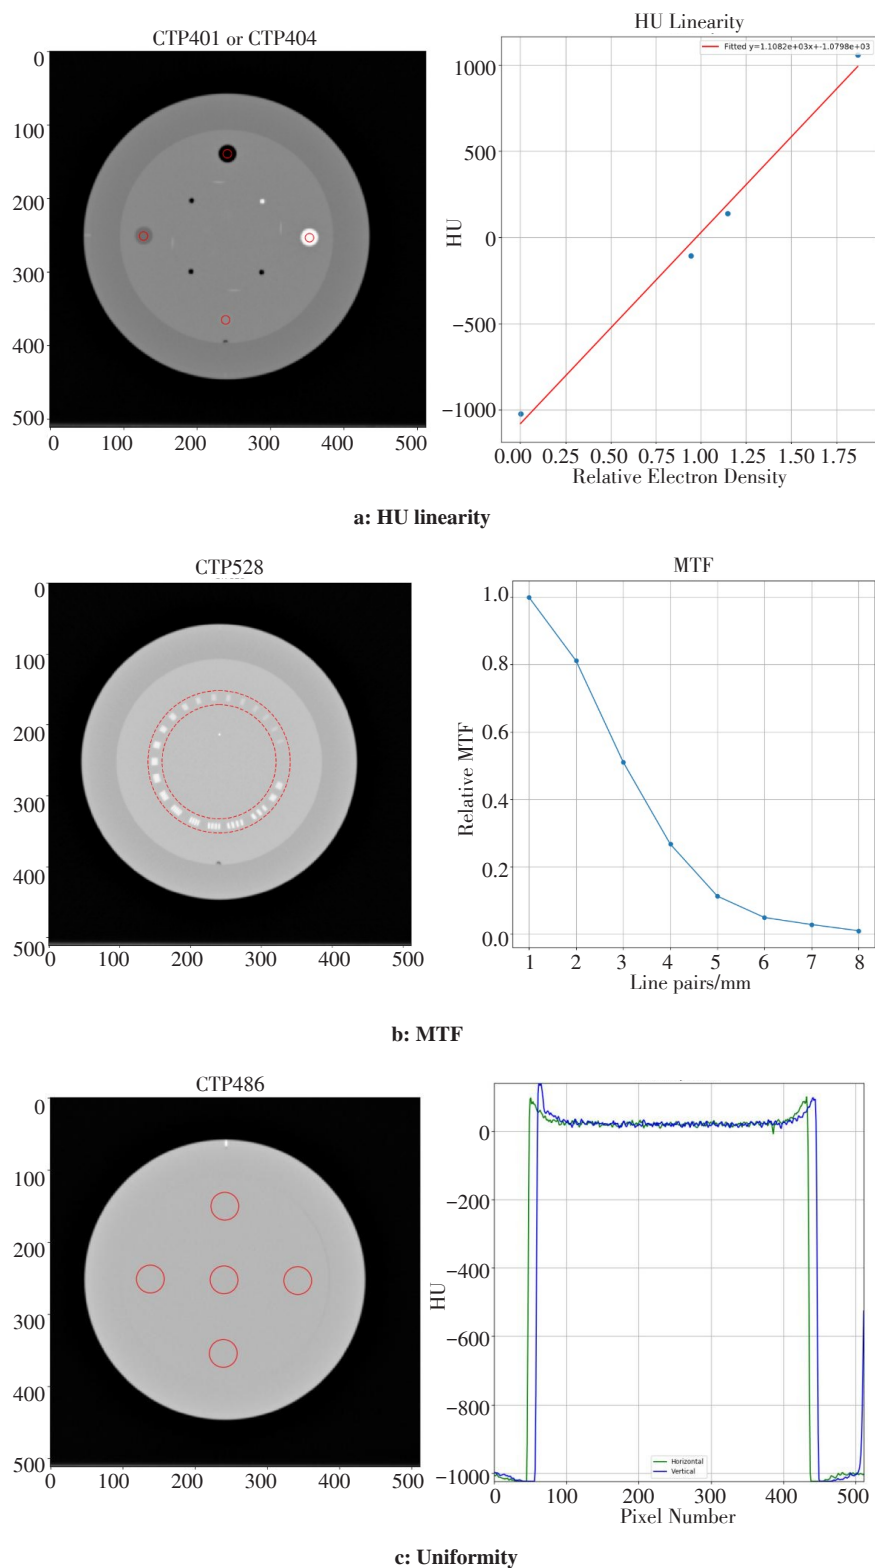 CTP401 or CTP404
0
100
200
300
400
500
0 100 200 300 400 500
HU Linearity
Fitted y=1.1082e+03x+-1.0798e+03
1000
500
0
−500
−1000
HU
0.00 0.25 0.50 0.75 1.00 1.25 1.50 1.75
Relative Electron Density
a: HU linearity
CTP528
0
100
200
300
400
500
0 100 200 300 400 500
MTF
1.0
0.8
0.6
0.4
0.2
0.0
Relative MTF
1 2 3 4 5 6 7 8
Line pairs/mm
b: MTF
CTP486
0
100
200
300
400
500
0 100 200 300 400 500
0
−200
−400
−600
−800
−1000
HU
Horizontal
Vertical
0 100 200 300 400 500
Pixel Number
c: Uniformity